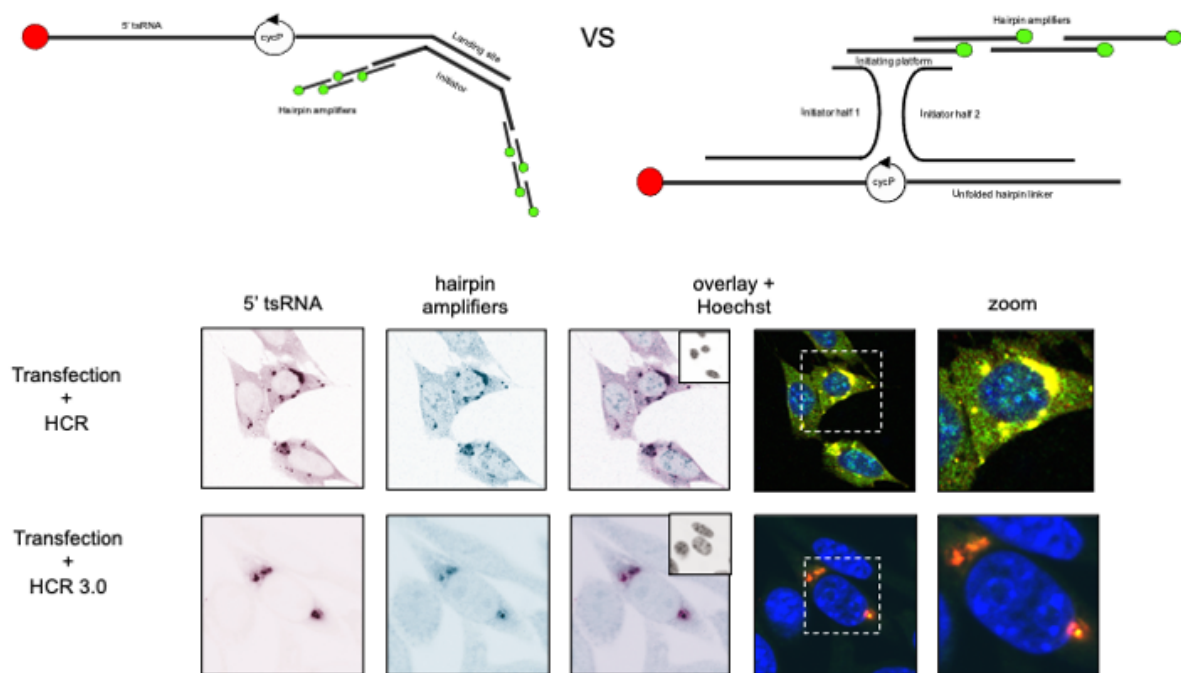 5' tsRNA
cycP
Landing site
Initiator
Hairpin amplifiers
VS
Hairpin amplifiers
Initiating platform
Initiator half 1
Initiator half 2
cycP
Unfolded hairpin linker
5' tsRNA
hairpin
amplifiers
overlay +
Hoechst
zoom
Transfection
+
HCR
Transfection
+
HCR 3.0